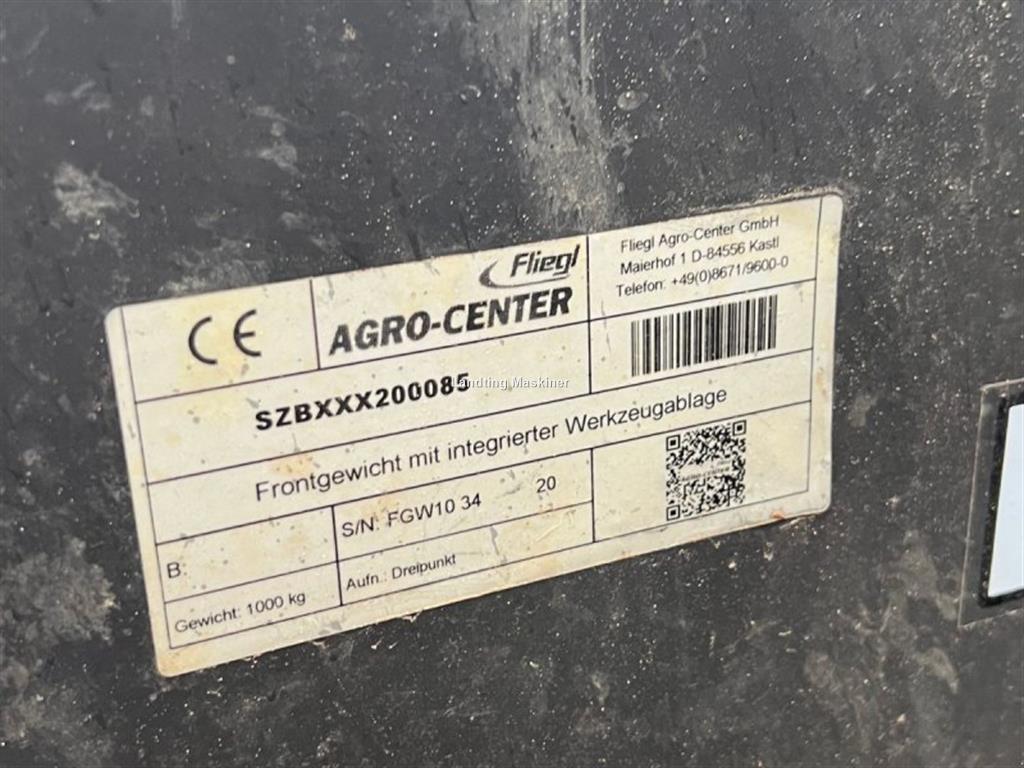 CE
Fliegl
AGRO-CENTER
Fliegl Agro-Center GmbH
Maierhof 1 D-84556 Kastl
Telefon: +49(0)8671/9600-0
SZBXXX200085
Landting Maskiner
Frontgewicht mit integrierter Werkzeugablage
B:
S/N: FGW10 34 20
Gewicht: 1000 kg
Aufn.: Dreipunkt